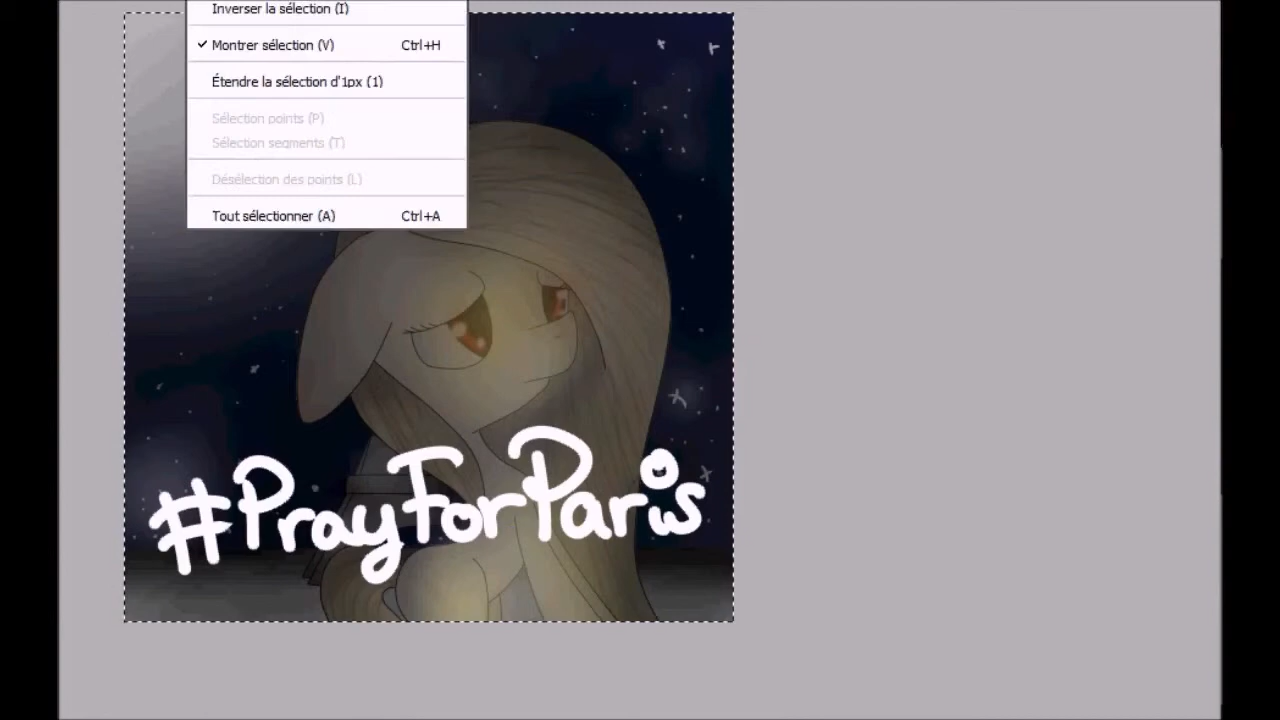 Inverser la sélection (I)
Montrer sélection (V) Ctrl+H
Étendre la sélection d'1px (1)
Sélection points (P)
Sélection segments (T)
Désélection des points (L)
Tout sélectionner (A) Ctrl+A
#PrayForParis